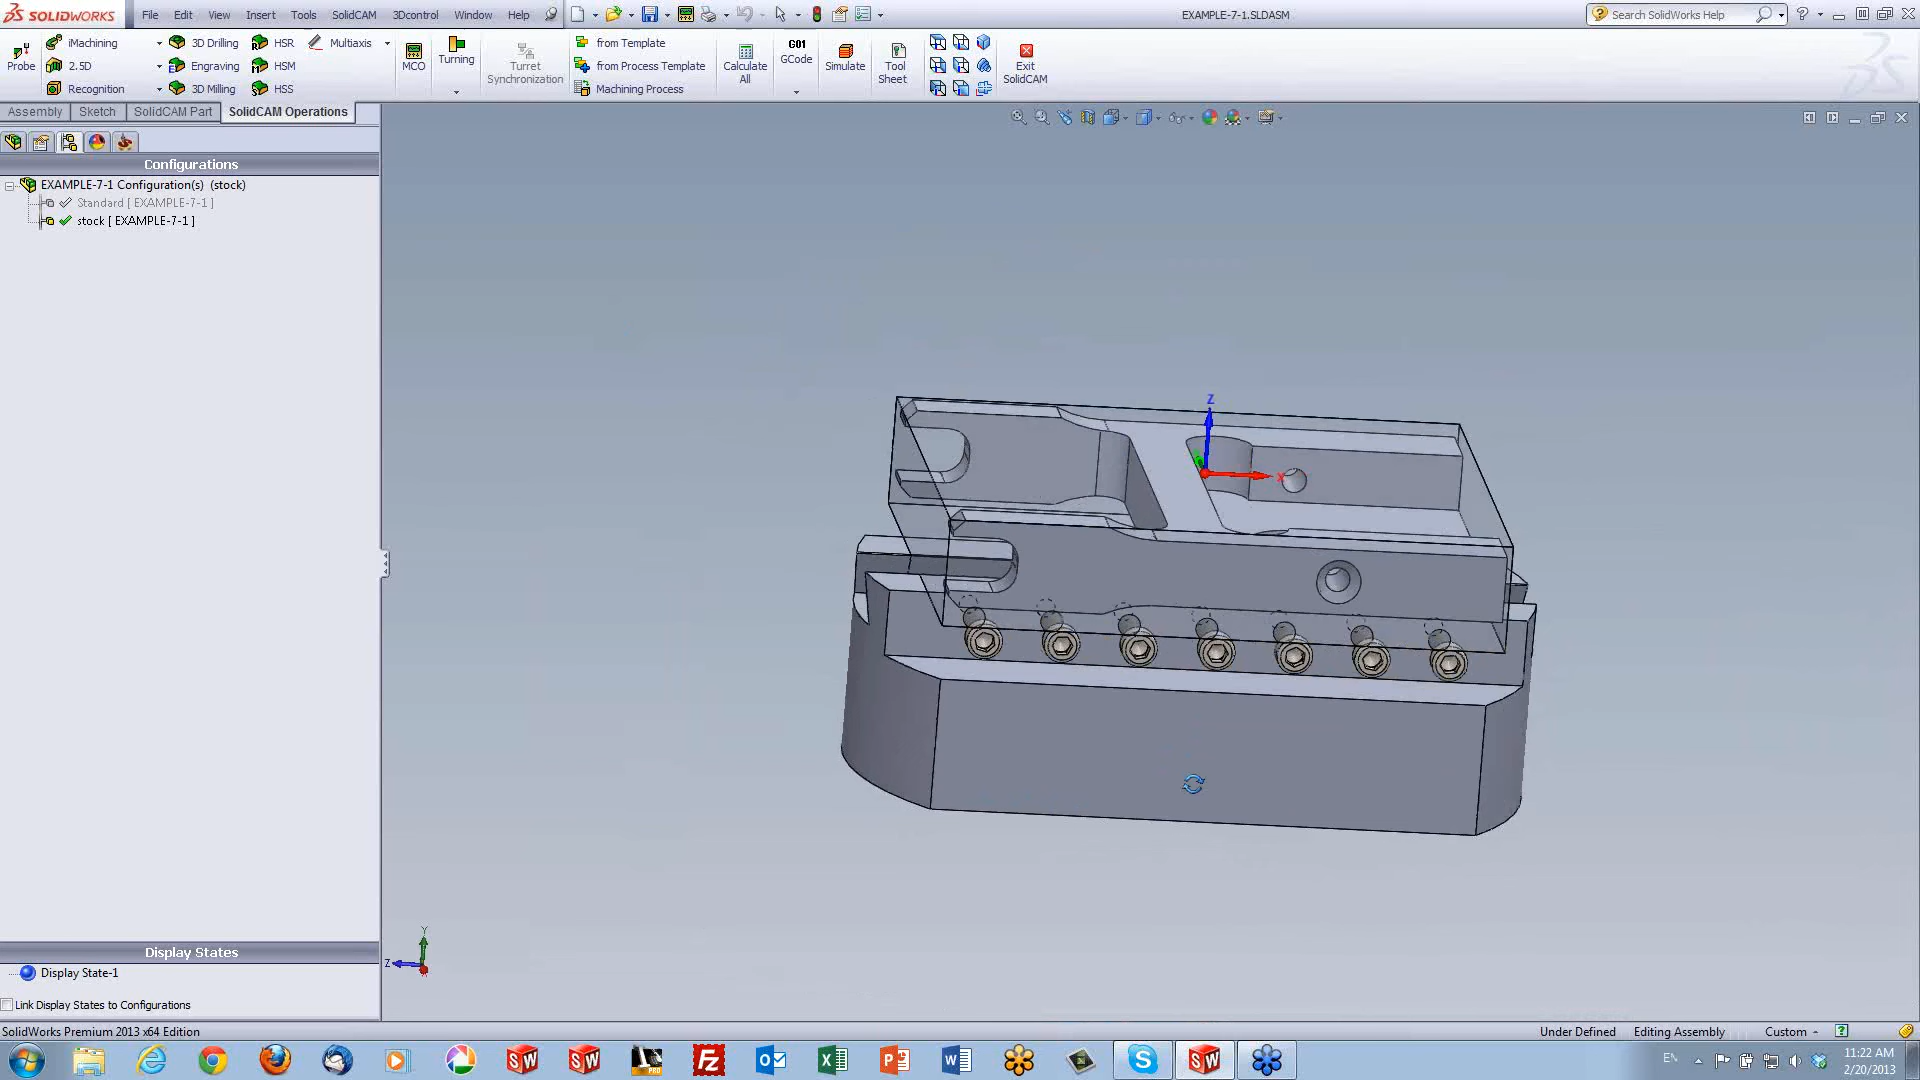 SOLIDWORKS File Edit View Insert Tools SolidCAM 3Dcontrol Window Help EXAMPLE-7-1.SLDASM Search SolidWorks Help
iMachining 3D Drilling HSR Multiaxis from Template
Probe 2.5D Engraving HSM MCO Turning Turret Synchronization from Process Template Calculate All G01 GCode Simulate Tool Sheet Exit SolidCAM
Recognition 3D Milling HSS Machining Process
Assembly Sketch SolidCAM Part SolidCAM Operations
Configurations
EXAMPLE-7-1 Configuration(s) (stock)
Standard [ EXAMPLE-7-1 ]
stock [ EXAMPLE-7-1 ]
Z
X
Y
Z
Display States
Display State-1
Link Display States to Configurations
SolidWorks Premium 2013 x64 Edition Under Defined Editing Assembly Custom
EN 11:22 AM
2/20/2013